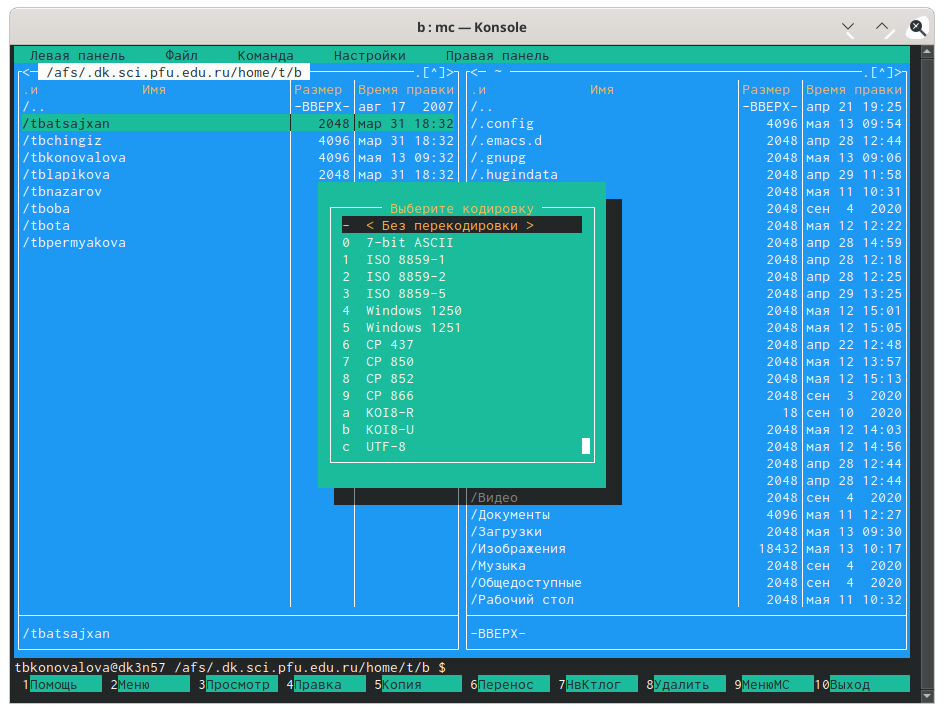 b : mc — Konsole
Левая панель Файл Команда Настройки Правая панель
<─ /afs/.dk.sci.pfu.edu.ru/home/t/b .[^]> <─ ~ .[^]>
.и Имя Размер Время правки .и Имя Размер Время правки
/.. -ВВЕРХ- авг 17 2007 /.. -ВВЕРХ- апр 21 19:25
/tbatsajxan 2048 мар 31 18:32 /.config 4096 мая 13 09:54
/tbchingiz 4096 мар 31 18:32 /.emacs.d 2048 апр 28 12:44
/tbkonovalova 4096 мая 13 09:32 /.gnupg 2048 мая 13 09:06
/tblapikova 2048 мар 31 18:32 /.hugindata 2048 апр 29 11:58
/tbnazarov 2048 мая 11 10:31
/tboba Выберите кодировку 2048 сен 4 2020
/tbota - < Без перекодировки > 2048 мая 12 12:22
/tbpermyakova 0 7-bit ASCII 2048 апр 28 14:59
1 ISO 8859-1 2048 апр 28 12:18
2 ISO 8859-2 2048 апр 28 12:25
3 ISO 8859-5 2048 апр 29 13:25
4 Windows 1250 2048 мая 12 15:01
5 Windows 1251 2048 мая 12 15:05
6 CP 437 2048 апр 22 12:48
7 CP 850 2048 мая 12 13:57
8 CP 852 2048 мая 12 15:13
9 CP 866 2048 сен 3 2020
a KOI8-R 18 сен 10 2020
b KOI8-U 2048 мая 12 14:03
c UTF-8 2048 мая 12 14:56
2048 апр 28 12:44
2048 апр 28 12:44
/Видео 2048 сен 4 2020
/Документы 4096 мая 11 12:27
/Загрузки 2048 мая 13 09:30
/Изображения 18432 мая 13 10:17
/Музыка 2048 сен 4 2020
/Общедоступные 2048 сен 4 2020
/Рабочий стол 2048 мая 11 10:32
/tbatsajxan -ВВЕРХ-
tbkonovalova@dk3n57 /afs/.dk.sci.pfu.edu.ru/home/t/b $
1Помощь 2Меню 3Просмотр 4Правка 5Копия 6Перенос 7НвКтлог 8Удалить 9МенюМС 10Выход